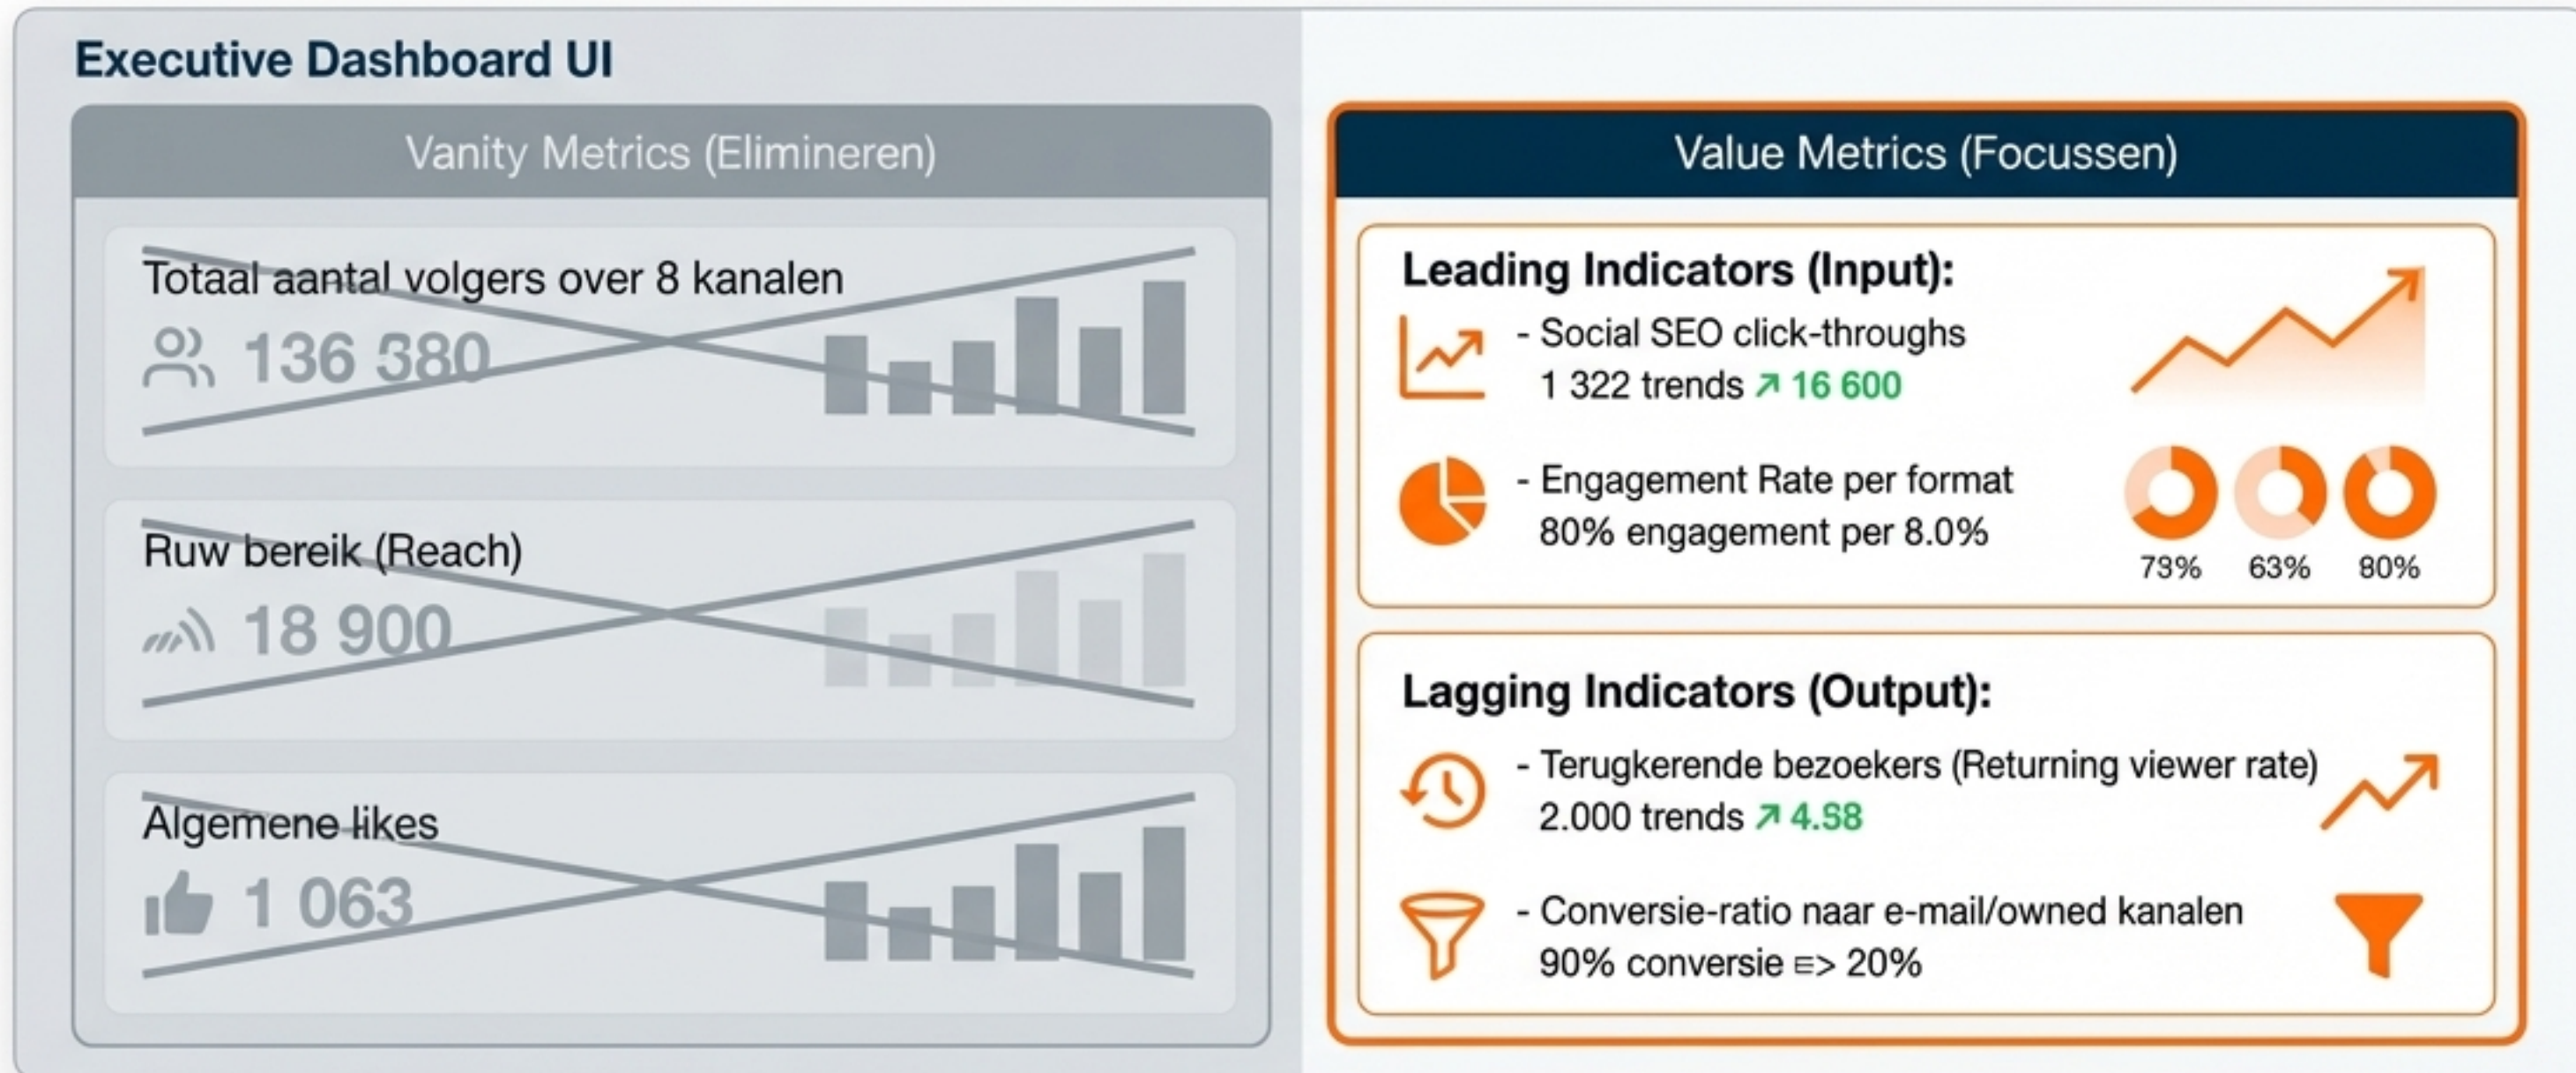 Executive Dashboard UI
Vanity Metrics (Elimineren)
Totaal aantal volgers over 8 kanalen
136 380
Ruw bereik (Reach)
18 900
Algemene likes
1 063
Value Metrics (Focussen)
Leading Indicators (Input):
- Social SEO click-throughs
1 322 trends ↗ 16 600
- Engagement Rate per format
80% engagement per 8.0%
73% 63% 80%
Lagging Indicators (Output):
- Terugkerende bezoekers (Returning viewer rate)
2.000 trends ↗ 4.58
- Conversie-ratio naar e-mail/owned kanalen
90% conversie => 20%